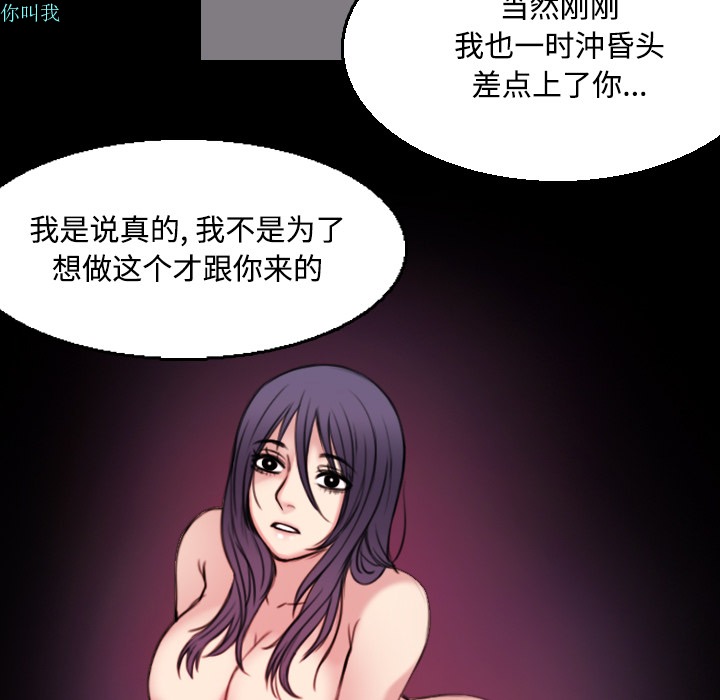 你叫我
当然刚刚
我也一时沖昏头
差点上了你...
我是说真的, 我不是为了
想做这个才跟你来的